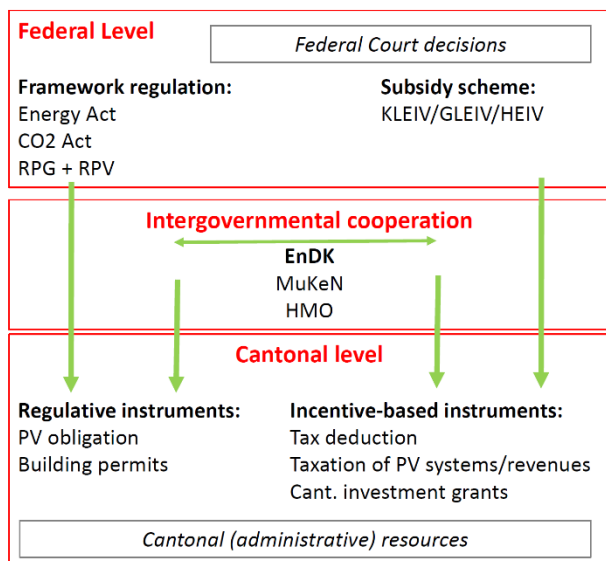 Federal Level
Federal Court decisions
Framework regulation:
Energy Act
CO2 Act
RPG + RPV
Subsidy scheme:
KLEIV/GLEIV/HEIV
Intergovernmental cooperation
EnDK
MuKeN
HMO
Cantonal level
Regulative instruments:
PV obligation
Building permits
Incentive-based instruments:
Tax deduction
Taxation of PV systems/revenues
Cant. investment grants
Cantonal (administrative) resources